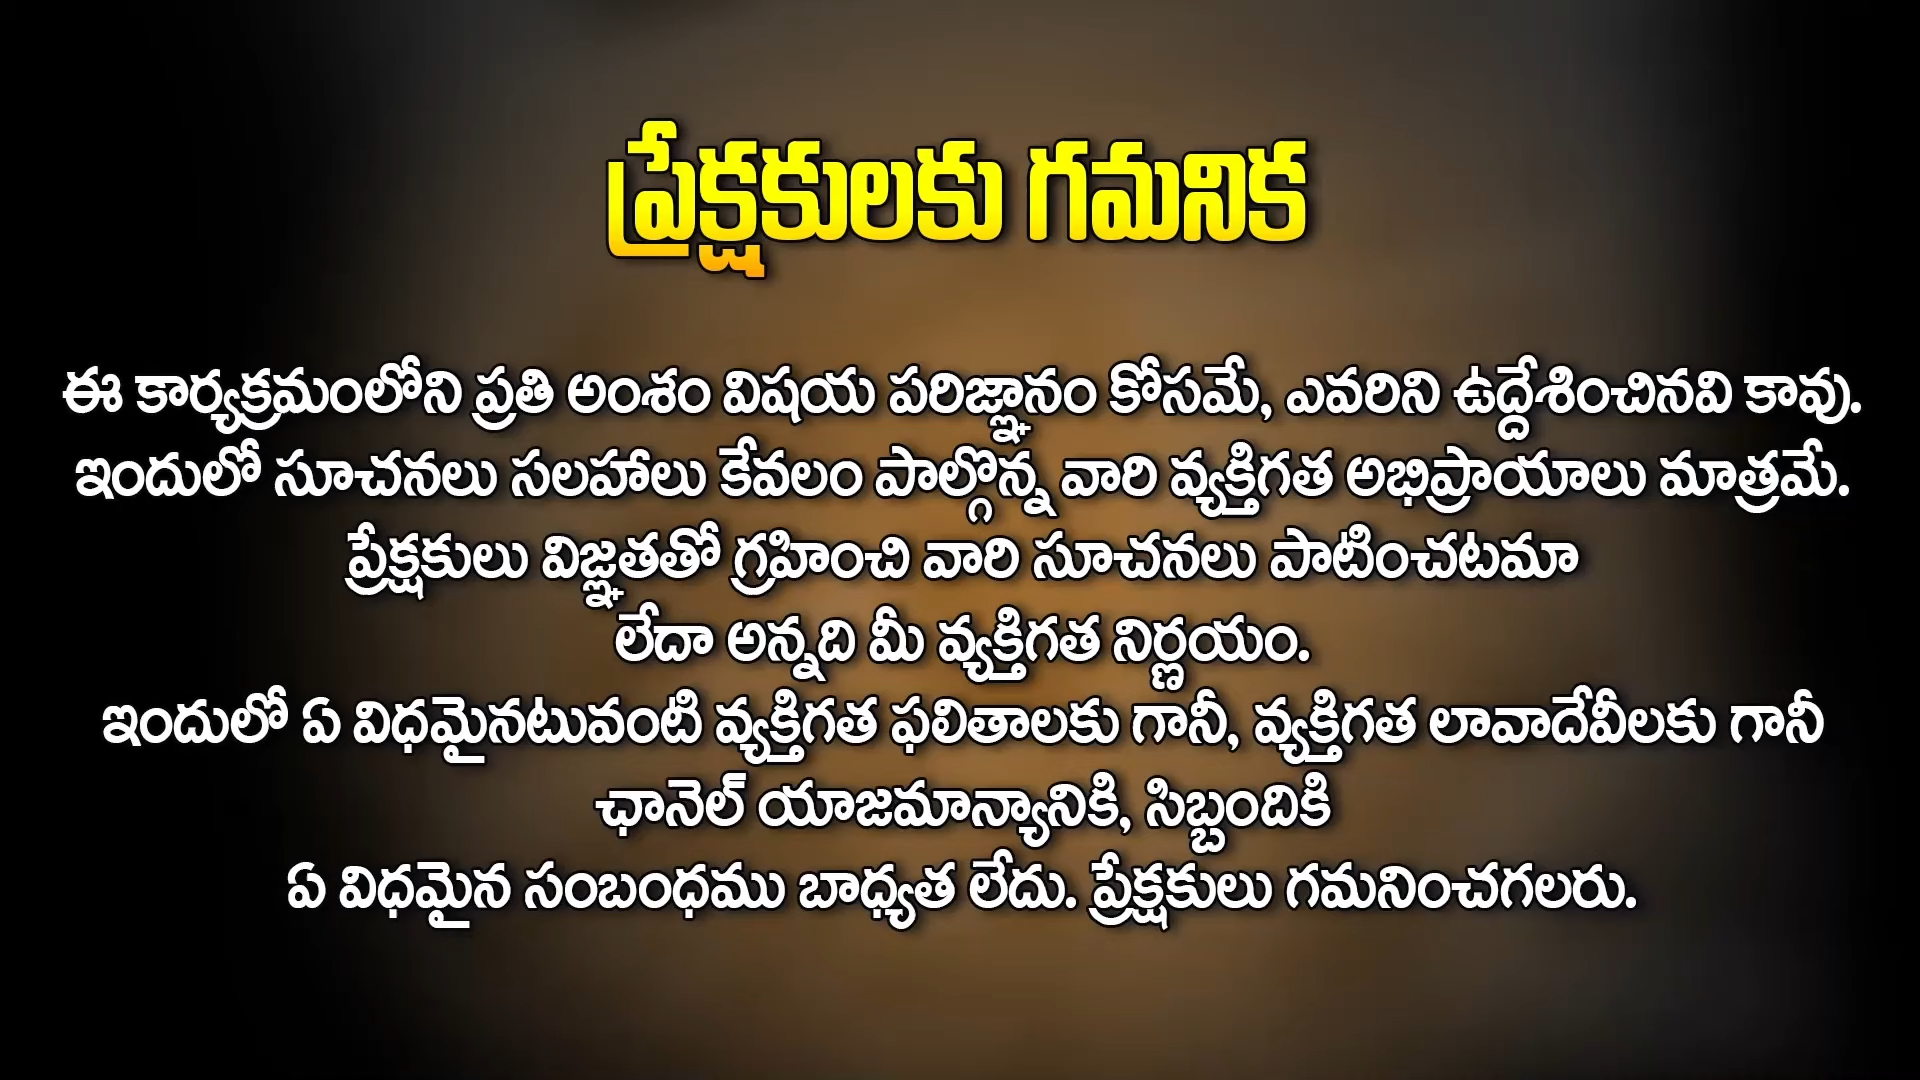 ప్రేక్షకులకు గమనిక
ఈ కార్యక్రమంలోని ప్రతి అంశం విషయ పరిజ్ఞానం కోసమే, ఎవరిని ఉద్దేశించినవి కావు.
ఇందులో సూచనలు సలహాలు కేవలం పాల్గొన్న వారి వ్యక్తిగత అభిప్రాయాలు మాత్రమే.
ప్రేక్షకులు విజ్ఞతతో గ్రహించి వారి సూచనలు పాటించటమా
లేదా అన్నది మీ వ్యక్తిగత నిర్ణయం.
ఇందులో ఏ విధమైనటువంటి వ్యక్తిగత ఫలితాలకు గానీ, వ్యక్తిగత లావాదేవీలకు గానీ
ఛానెల్ యాజమాన్యానికి, సిబ్బందికి
ఏ విధమైన సంబంధము బాధ్యత లేదు. ప్రేక్షకులు గమనించగలరు.